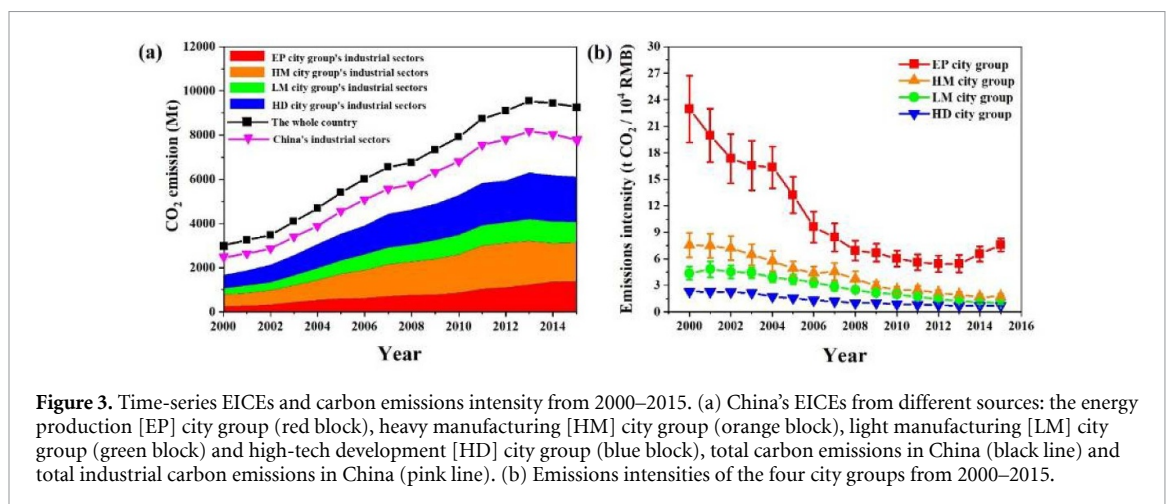 (a)
12000
10000
8000
6000
4000
2000
0
CO2 emission (Mt)
EP city group's industrial sectors
HM city group's industrial sectors
LM city group's industrial sectors
HD city group's industrial sectors
The whole country
China's industrial sectors
2000 2002 2004 2006 2008 2010 2012 2014
Year
(b)
30
27
24
21
18
15
12
9
6
3
0
Emissions intensity (t CO2 / 10⁴ RMB)
EP city group
HM city group
LM city group
HD city group
2000 2002 2004 2006 2008 2010 2012 2014 2016
Year
Figure 3. Time-series EICEs and carbon emissions intensity from 2000–2015. (a) China's EICEs from different sources: the energy
production [EP] city group (red block), heavy manufacturing [HM] city group (orange block), light manufacturing [LM] city
group (green block) and high-tech development [HD] city group (blue block), total carbon emissions in China (black line) and
total industrial carbon emissions in China (pink line). (b) Emissions intensities of the four city groups from 2000–2015.